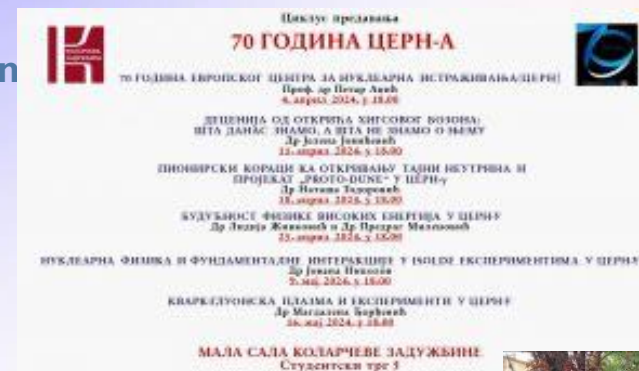 Циклус предавања
70 ГОДИНА ЦЕРН-А
n
70 ГОДИНА ЕВРОПСКОГ ЦЕНТРА ЗА НУКЛЕАРНА ИСТРАЖИВАЊА (ЦЕРН)
Проф. др Петар Аџић
4. април 2024. у 18.00
ДЕЦЕНИЈА ОД ОТКРИЋА ХИГСОВОГ БОЗОНА:
ШТА ДАНАС ЗНАМО, А ШТА НЕ ЗНАМО О ЊЕМУ
Др Јелена Јовићевић
11. април 2024. у 18.00
ПИОНИРСКИ КОРАЦИ КА ОТКРИВАЊУ ТАЈНИ НЕУТРИНА И
ПРОЈЕКАТ „PROTO-DUNE“ У ЦЕРН-у
Др Наташа Тодоровић
18. април 2024. у 18.00
БУДУЋНОСТ ФИЗИКЕ ВИСОКИХ ЕНЕРГИЈА У ЦЕРН-У
Др Лидија Живковић и Др Предраг Миленовић
25. април 2024. у 18.00
НУКЛЕАРНА ФИЗИКА И ФУНДАМЕНТАЛНЕ ИНТЕРАКЦИЈЕ У ISOLDE ЕКСПЕРИМЕНТИМА У ЦЕРН-У
Др Јована Николов
9. мај 2024. у 18.00
КВАРК-ГЛУОНСКА ПЛАЗМА И ЕКСПЕРИМЕНТИ У ЦЕРН-У
Др Магдалена Ђорђевић
16. мај 2024. у 18.00
МАЛА САЛА КОЛАРЧЕВЕ ЗАДУЖБИНЕ
Студентски трг 5